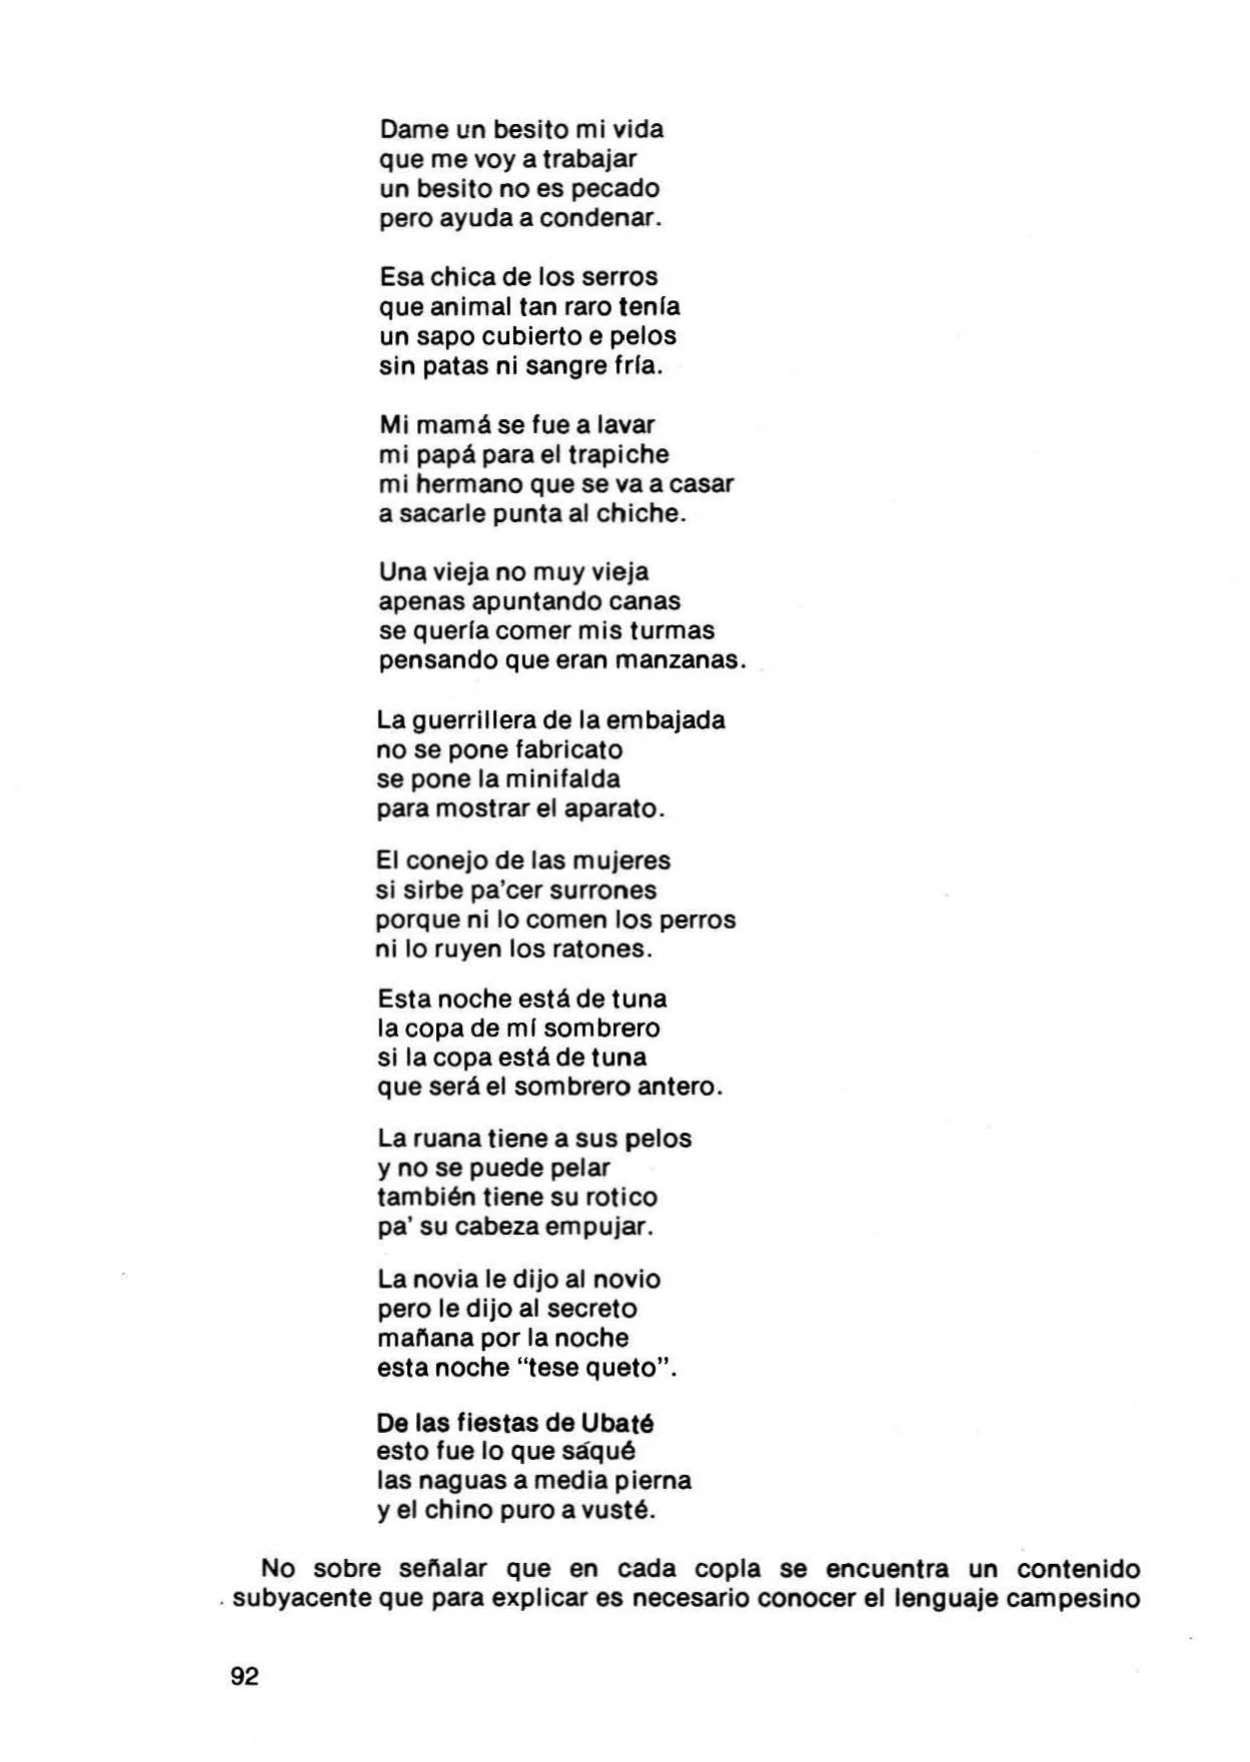 Dame un besito mi vida
que me voy a trabajar
un besito no es pecado
pero ayuda a condenar.
Esa chica de los serros
que animal tan raro tenía
un sapo cubierto e pelos
sin patas ni sangre fría.
Mi mamá se fue a lavar
mi papá para el trapiche
mi hermano que se va a casar
a sacarle punta al chiche.
Una vieja no muy vieja
apenas apuntando canas
se quería comer mis turmas
pensando que eran manzanas.
La guerrillera de la embajada
no se pone fabricato
se pone la minifalda
para mostrar el aparato.
El conejo de las mujeres
si sirbe pa'cer surrones
porque ni lo comen los perros
ni lo ruyen los ratones.
Esta noche está de tuna
la copa de mí sombrero
si la copa está de tuna
que será el sombrero antero.
La ruana tiene a sus pelos
y no se puede pelar
también tiene su rotico
pa' su cabeza empujar.
La novia le dijo al novio
pero le dijo al secreto
mañana por la noche
esta noche “tese queto”.
De las fiestas de Ubaté
esto fue lo que sáqué
las naguas a media pierna
y el chino puro a vusté.
No sobre señalar que en cada copla se encuentra un contenido
subyacente que para explicar es necesario conocer el lenguaje campesino
92